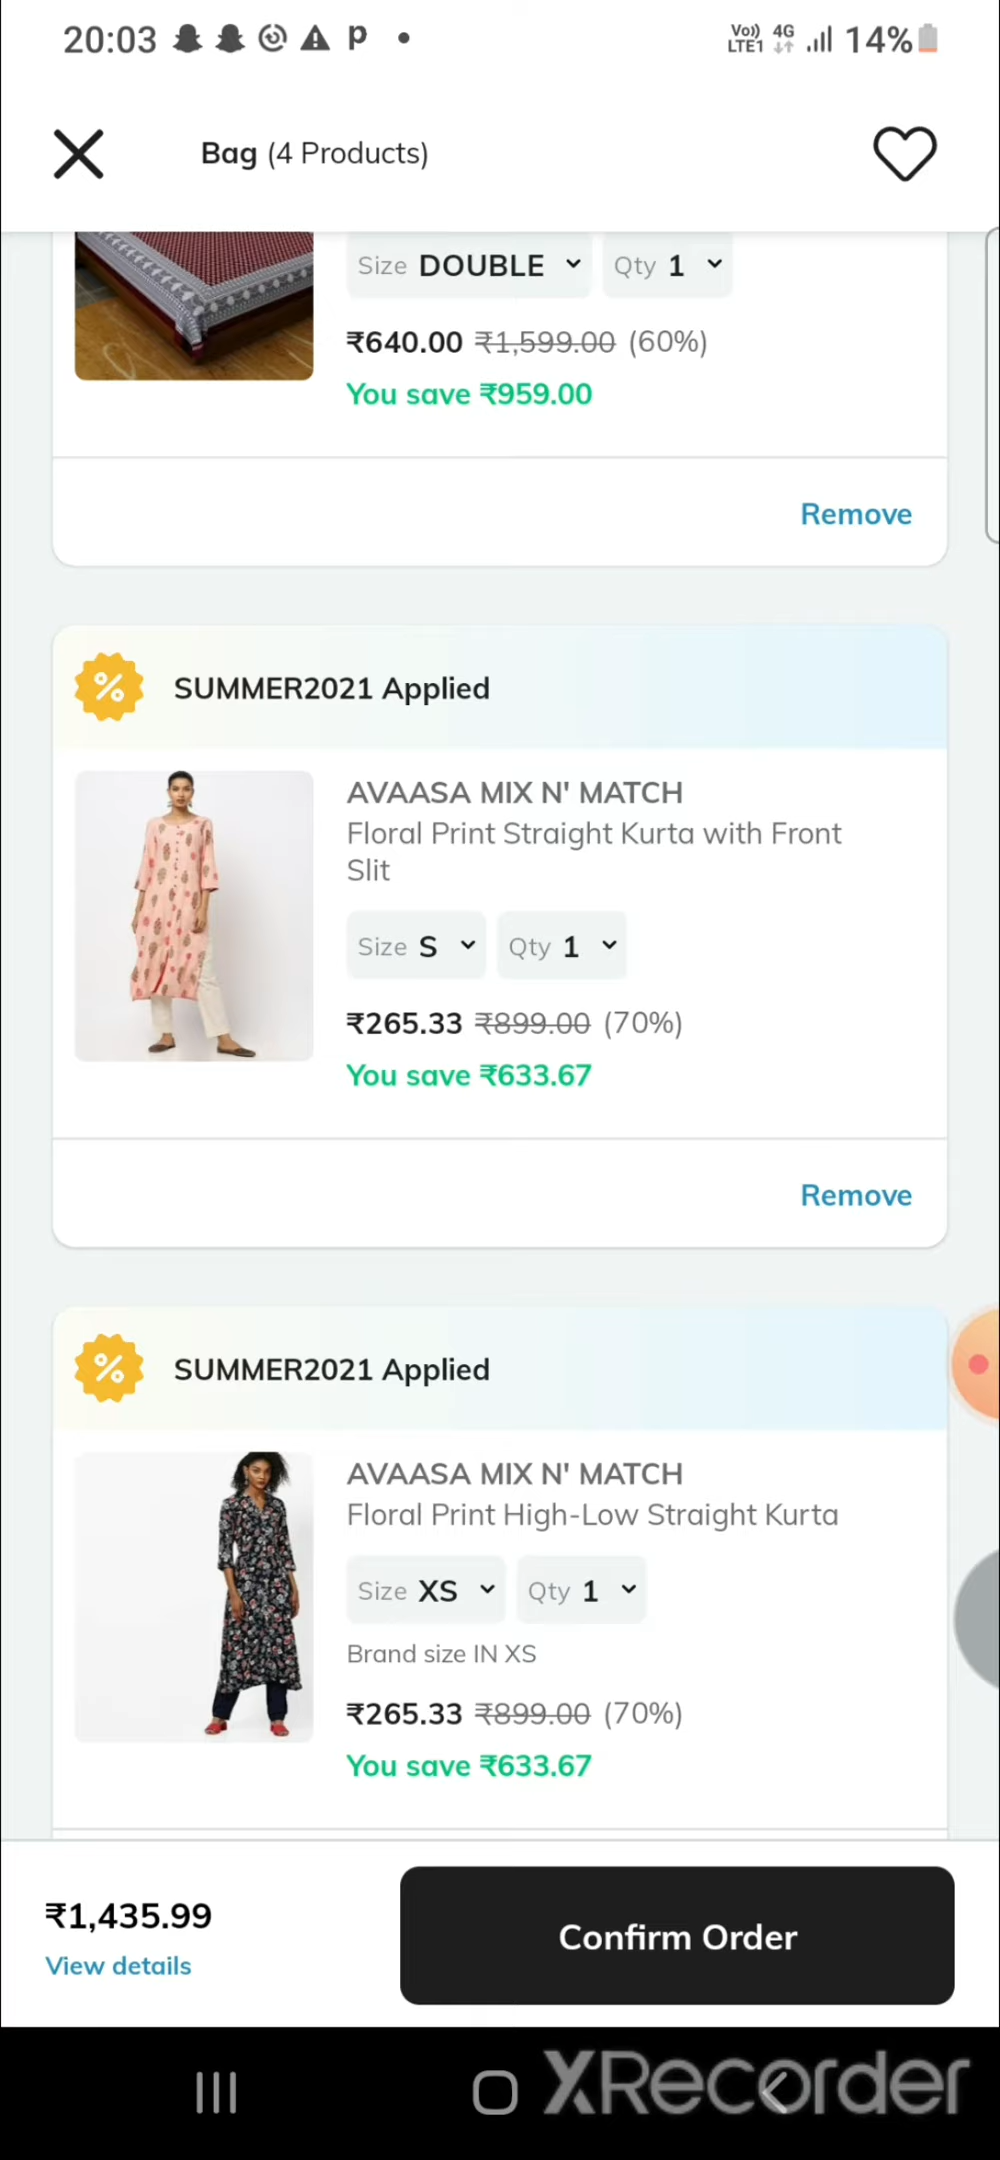 20:03 p • Vo)) LTE1 4G 14%
Bag (4 Products)
Size DOUBLE Qty 1
₹640.00 ₹1,599.00 (60%)
You save ₹959.00
Remove
% SUMMER2021 Applied
AVAASA MIX N' MATCH
Floral Print Straight Kurta with Front
Slit
Size S Qty 1
₹265.33 ₹899.00 (70%)
You save ₹633.67
Remove
% SUMMER2021 Applied
AVAASA MIX N' MATCH
Floral Print High-Low Straight Kurta
Size XS Qty 1
Brand size IN XS
₹265.33 ₹899.00 (70%)
You save ₹633.67
₹1,435.99
View details
Confirm Order
XRecorder